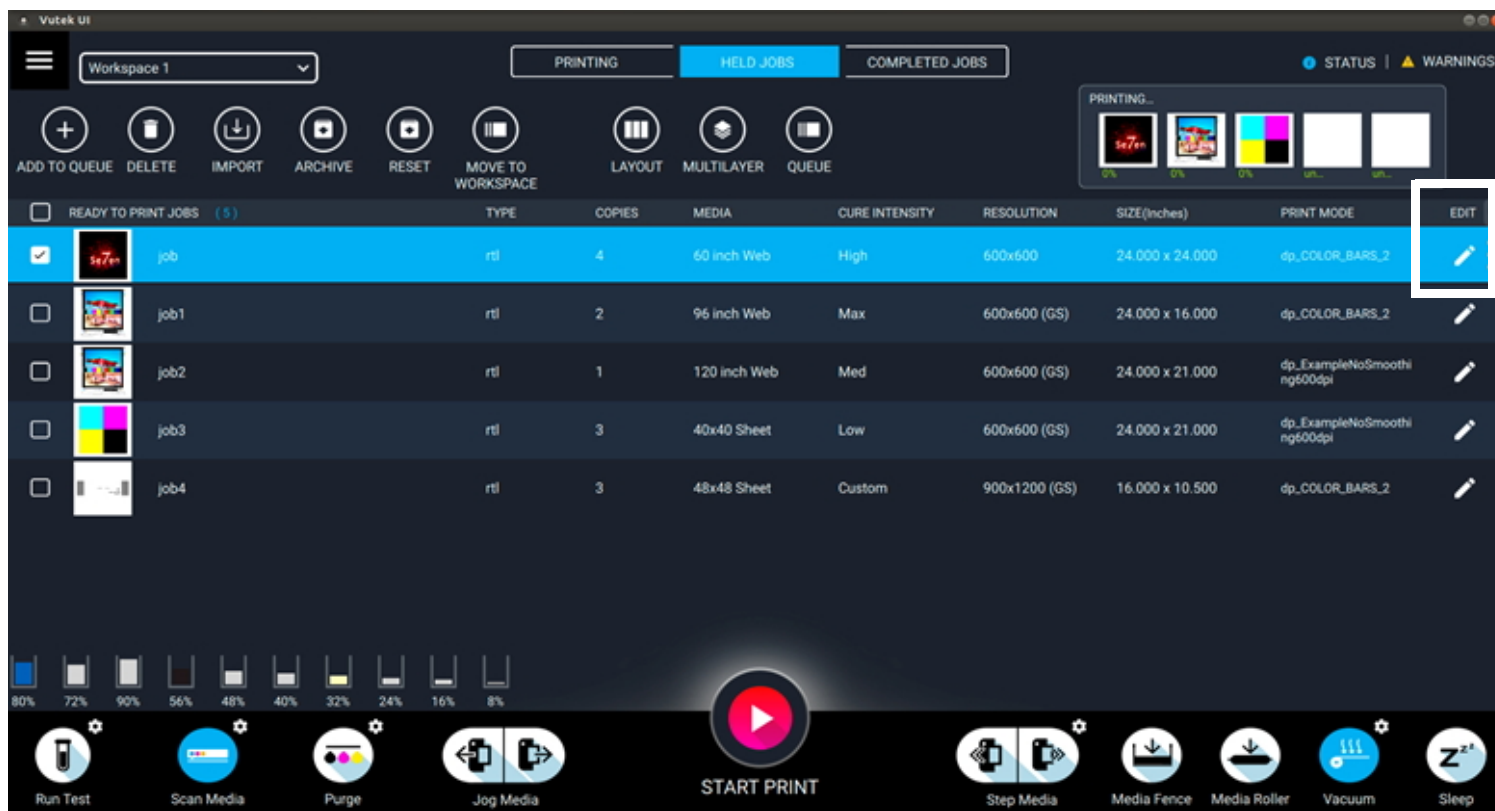 Vutek UI
Workspace 1
PRINTING
HELD JOBS
COMPLETED JOBS
STATUS | WARNINGS
ADD TO QUEUE
DELETE
IMPORT
ARCHIVE
RESET
MOVE TO
WORKSPACE
LAYOUT
MULTILAYER
QUEUE
PRINTING...
Se7en
0% 0% 0% un... un...
READY TO PRINT JOBS (5) TYPE COPIES MEDIA CURE INTENSITY RESOLUTION SIZE(Inches) PRINT MODE EDIT
Se7en job rtl 4 60 inch Web High 600x600 24.000 x 24.000 dp_COLOR_BARS_2
job1 rtl 2 96 inch Web Max 600x600 (GS) 24.000 x 16.000 dp_COLOR_BARS_2
job2 rtl 1 120 inch Web Med 600x600 (GS) 24.000 x 21.000 dp_ExampleNoSmoothi
ng600dpi
job3 rtl 3 40x40 Sheet Low 600x600 (GS) 24.000 x 21.000 dp_ExampleNoSmoothi
ng600dpi
job4 rtl 3 48x48 Sheet Custom 900x1200 (GS) 16.000 x 10.500 dp_COLOR_BARS_2
80% 72% 90% 56% 48% 40% 32% 24% 16% 8%
Run Test
Scan Media
Purge
Jog Media
START PRINT
Step Media
Media Fence
Media Roller
Vacuum
Zzz
Sleep